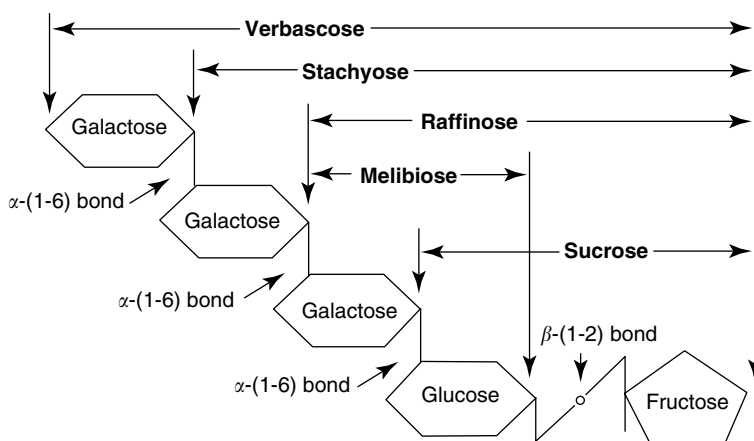 Verbascose
Stachyose
Galactose
Raffinose
Melibiose
α-(1-6) bond
Galactose
Sucrose
α-(1-6) bond
Galactose
β-(1-2) bond
α-(1-6) bond
Glucose
Fructose